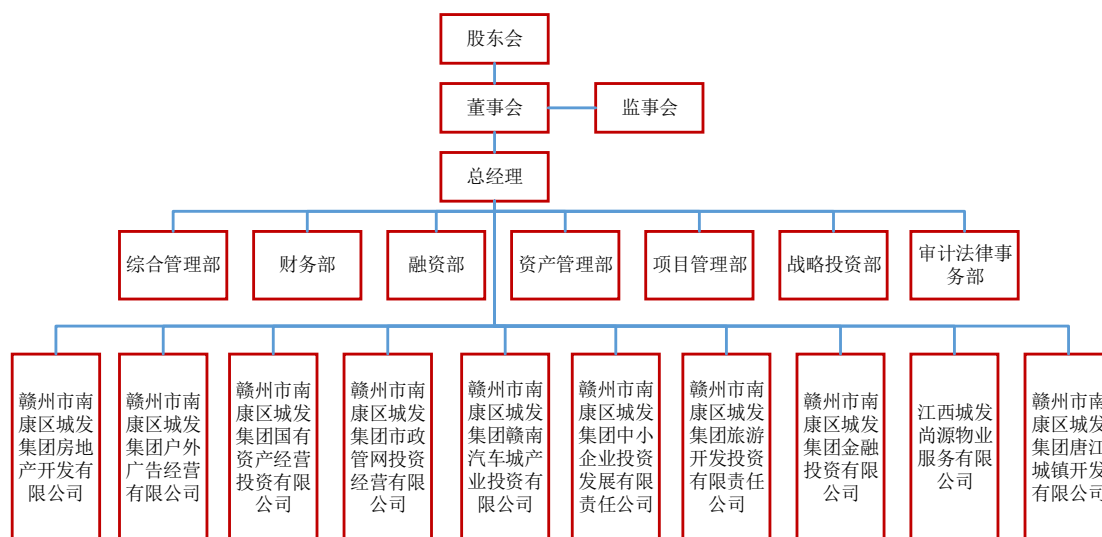 股东会
董事会
监事会
总经理
综合管理部
财务部
融资部
资产管理部
项目管理部
战略投资部
审计法律事
务部
赣州市南
康区城发
集团房地
产开发有
限公司
赣州市南
康区城发
集团户外
广告经营
有限公司
赣州市南
康区城发
集团国有
资产经营
投资有限
公司
赣州市南
康区城发
集团市政
管网投资
经营有限
公司
赣州市南
康区城发
集团赣南
汽车城产
业投资有
限公司
赣州市南
康区城发
集团中小
企业投资
发展有限
责任公司
赣州市南
康区城发
集团旅游
开发投资
有限责任
公司
赣州市南
康区城发
集团金融
投资有限
公司
江西城发
尚源物业
服务有限
公司
赣州市南
康区城发
集团唐江
城镇开发
有限公司